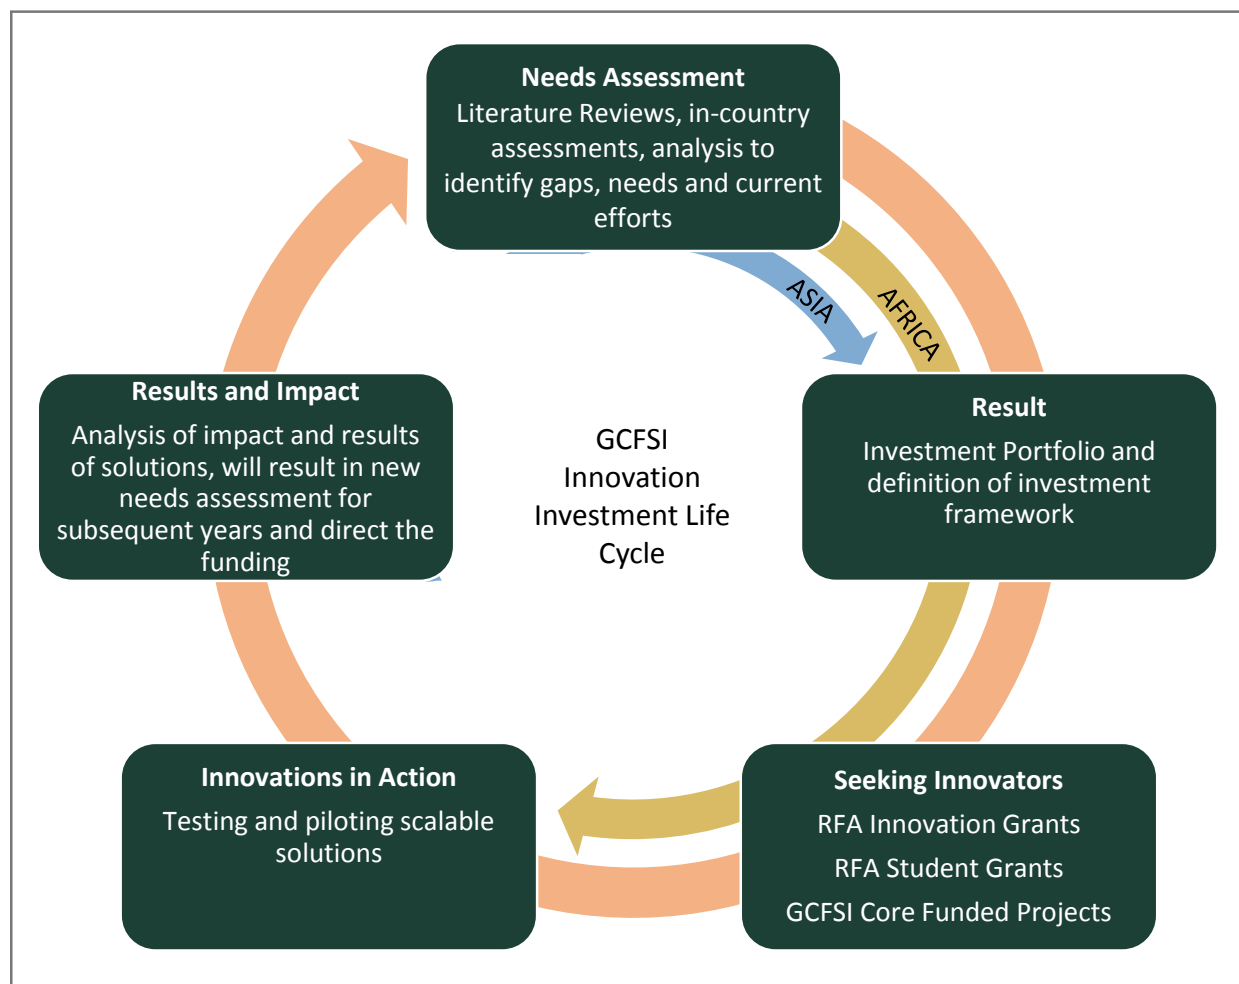 Needs Assessment
Literature Reviews, in-country
assessments, analysis to
identify gaps, needs and current
efforts
ASIA
AFRICA
Results and Impact
Analysis of impact and results
of solutions, will result in new
needs assessment for
subsequent years and direct the
funding
GCFSI
Innovation
Investment Life
Cycle
Result
Investment Portfolio and
definition of investment
framework
Innovations in Action
Testing and piloting scalable
solutions
Seeking Innovators
RFA Innovation Grants
RFA Student Grants
GCFSI Core Funded Projects